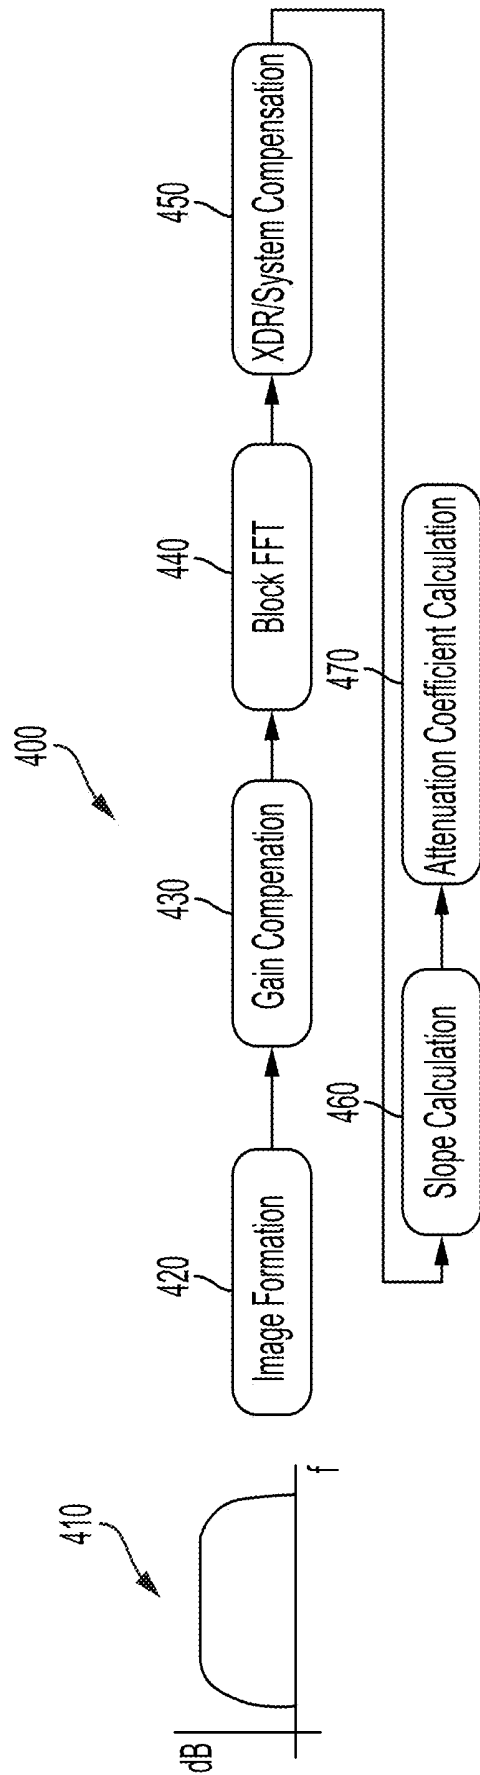 400
410
dB
f
420
Image Formation
430
Gain Compenation
440
Block FFT
450
XDR/System Compensation
460
Slope Calculation
470
Attenuation Coefficient Calculation